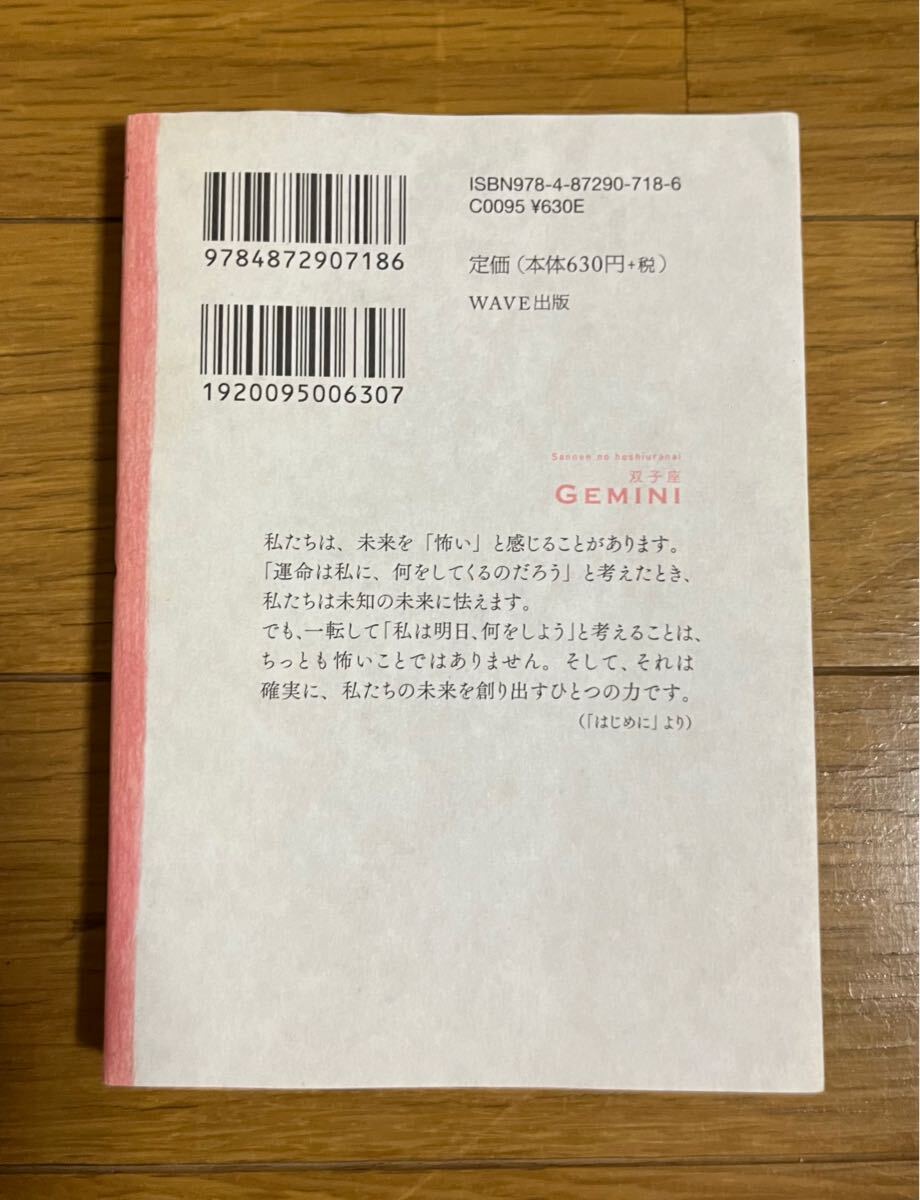 9784872907186
1920095006307
ISBN978-4-87290-718-6
C0095 ¥630E
定価(本体630円+税)
WAVE出版
Sannen no hoshiuranai
双子座
GEMINI
私たちは、未来を「怖い」と感じることがあります。
「運命は私に、何をしてくるのだろう」と考えたとき、
私たちは未知の未来に怯えます。
でも、一転して「私は明日、何をしよう」と考えることは、
ちっとも怖いことではありません。そして、それは
確実に、私たちの未来を創り出すひとつの力です。
(「はじめに」より)